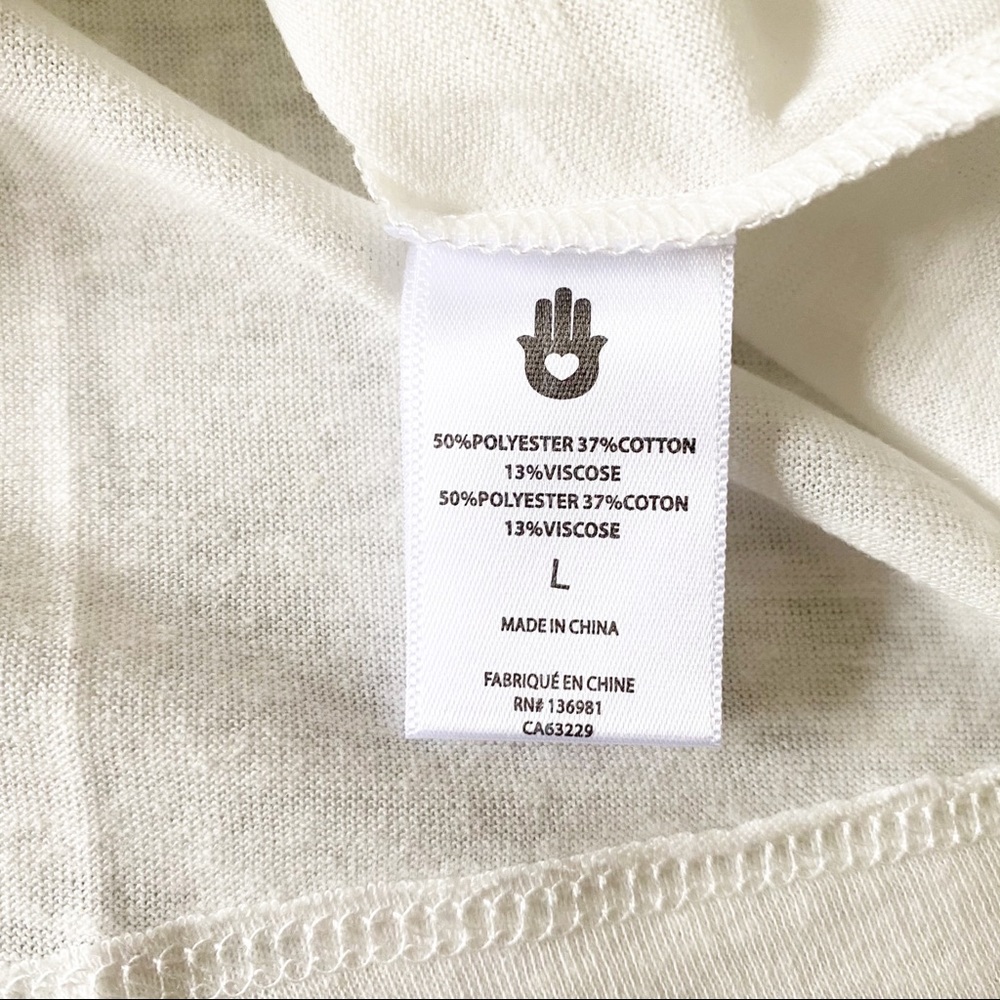 50%POLYESTER 37%COTTON
13%VISCOSE
50%POLYESTER 37%COTON
13%VISCOSE
L
MADE IN CHINA
FABRIQUÉ EN CHINE
RN# 136981
CA63229